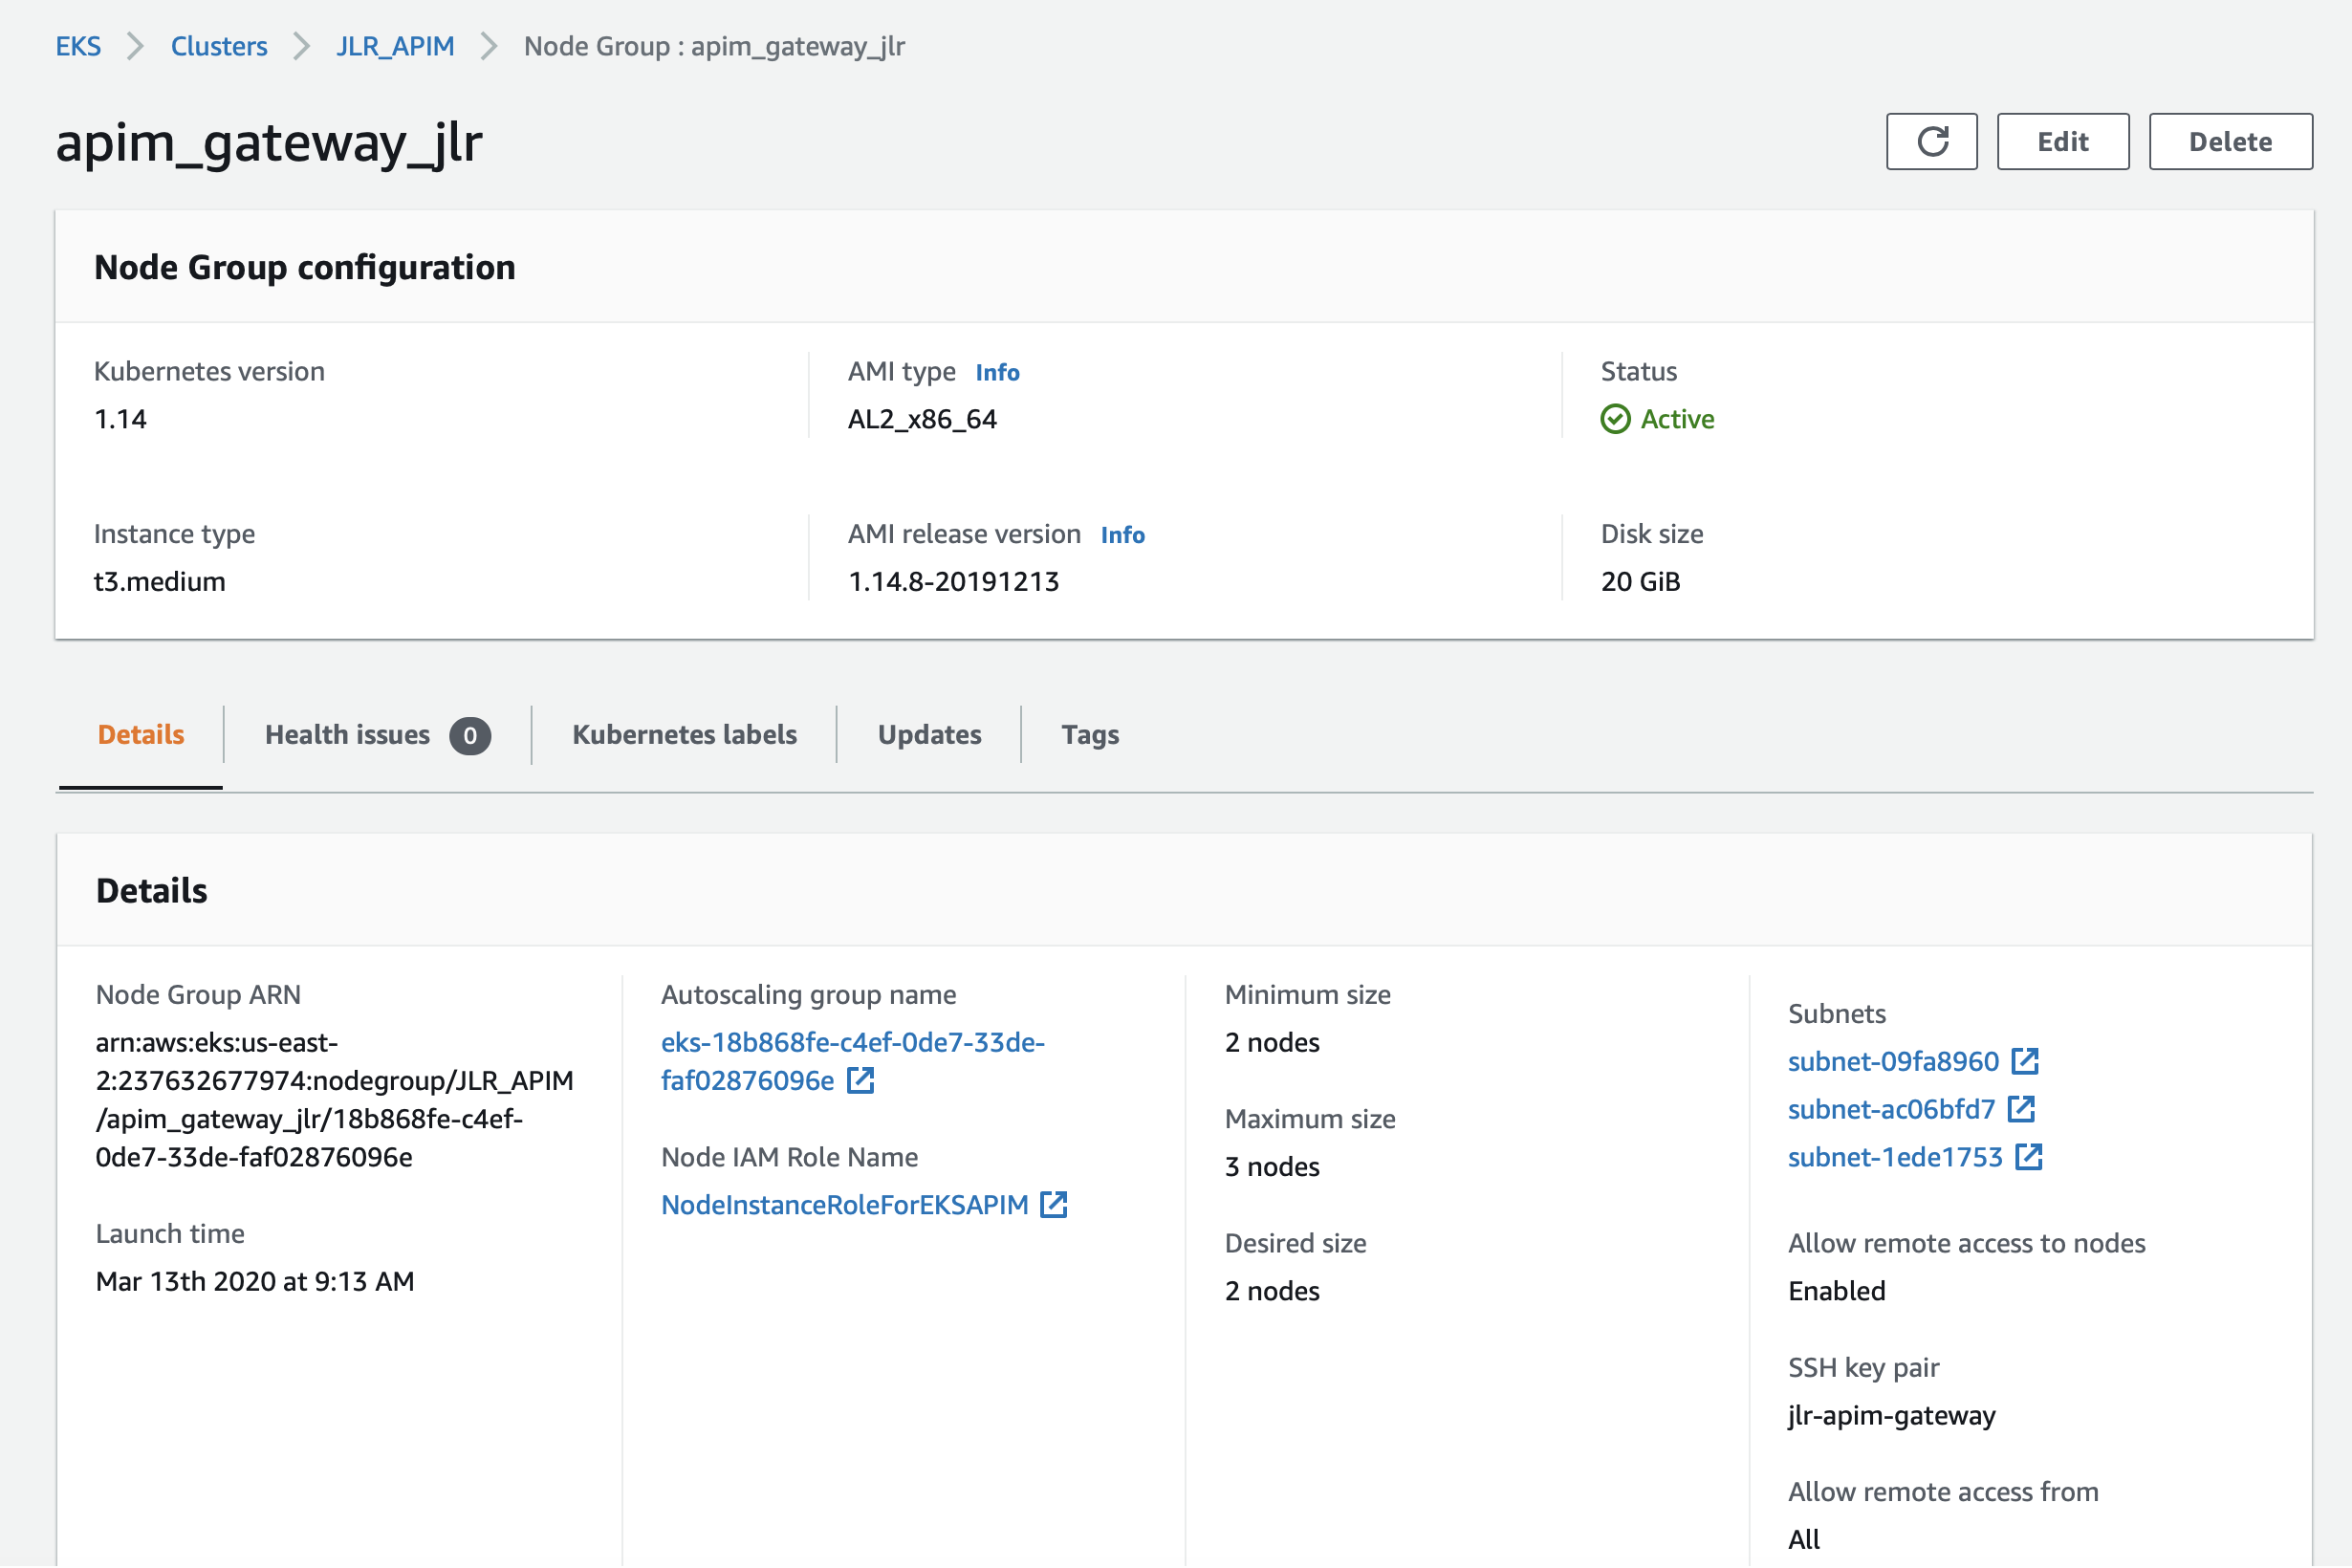 EKS > Clusters > JLR_APIM > Node Group : apim_gateway_jlr
apim_gateway_jlr
Edit
Delete
Node Group configuration
Kubernetes version
1.14
AMI type Info
AL2_x86_64
Status
Active
Instance type
t3.medium
AMI release version Info
1.14.8-20191213
Disk size
20 GiB
Details
Health issues 0
Kubernetes labels
Updates
Tags
Details
Node Group ARN
arn:aws:eks:us-east-
2:237632677974:nodegroup/JLR_APIM
/apim_gateway_jlr/18b868fe-c4ef-
0de7-33de-faf02876096e
Launch time
Mar 13th 2020 at 9:13 AM
Autoscaling group name
eks-18b868fe-c4ef-0de7-33de-
faf02876096e
Node IAM Role Name
NodeInstanceRoleForEKSAPIM
Minimum size
2 nodes
Maximum size
3 nodes
Desired size
2 nodes
Subnets
subnet-09fa8960
subnet-ac06bfd7
subnet-1ede1753
Allow remote access to nodes
Enabled
SSH key pair
jlr-apim-gateway
Allow remote access from
All